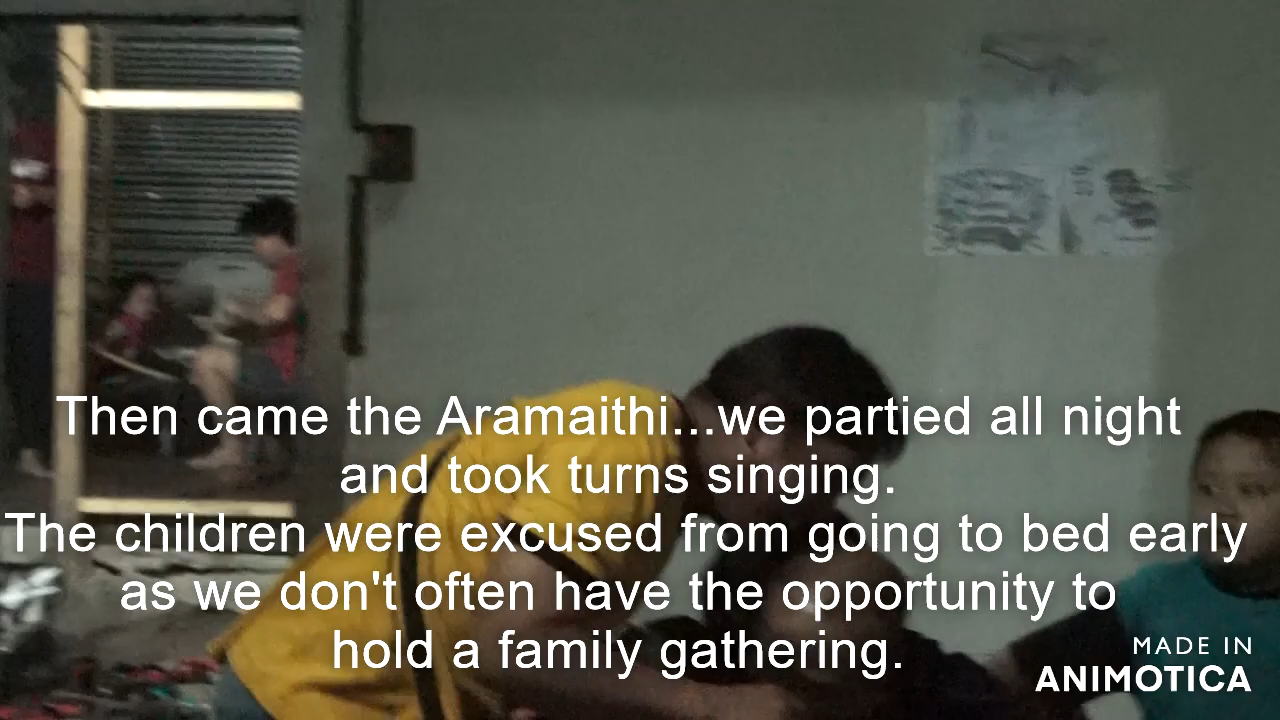 Then came the Aramaithi...we partied all night
and took turns singing.
The children were excused from going to bed early
as we don't often have the opportunity to
hold a family gathering.
MADE IN
ANIMOTICA